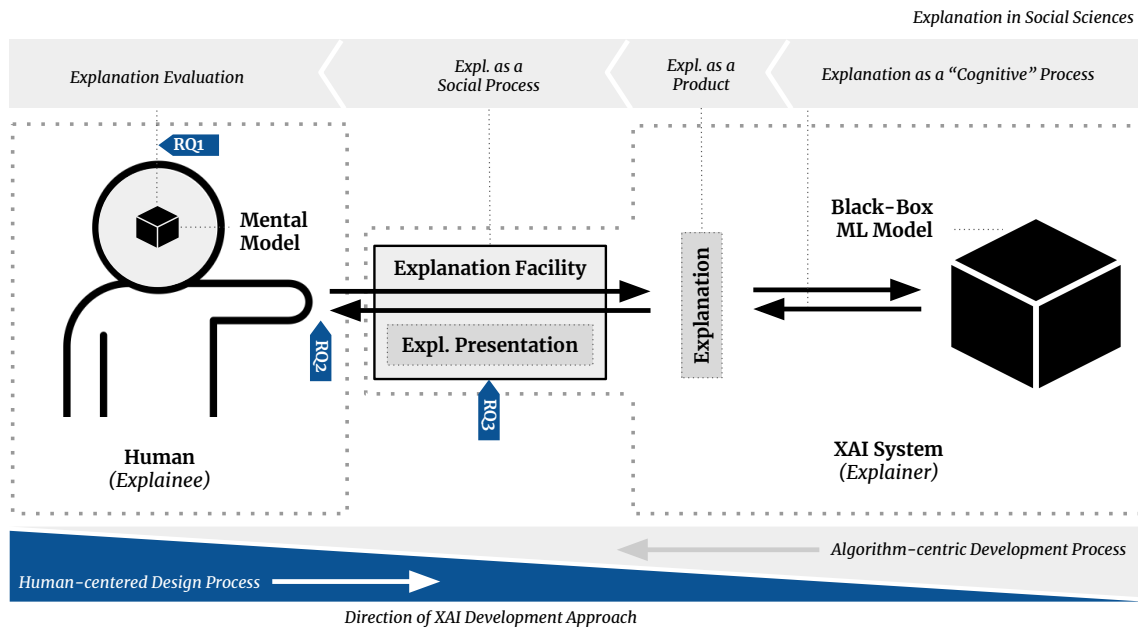 Explanation in Social Sciences
Explanation Evaluation
Expl. as a
Social Process
Expl. as a
Product
Explanation as a “Cognitive” Process
RQ1
Mental
Model
Black-Box
ML Model
Explanation Facility
Expl. Presentation
Explanation
RQ2
RQ3
Human
(Explainee)
XAI System
(Explainer)
Algorithm-centric Development Process
Human-centered Design Process
Direction of XAI Development Approach